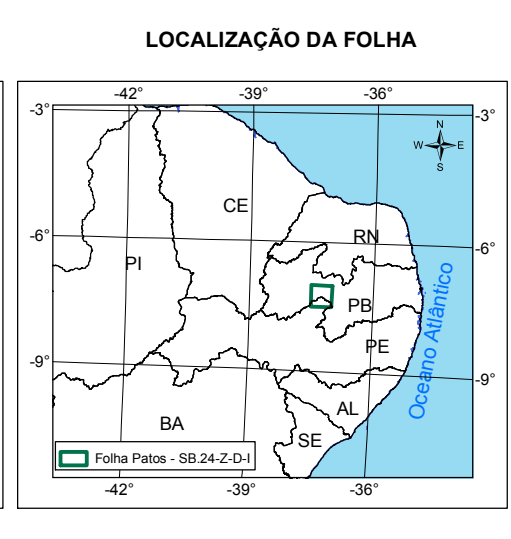 LOCALIZAÇÃO DA FOLHA
-42° -39° -36°
-3° -3°
N
W E
S
CE
RN
-6° -6°
PI
PB
PE
Oceano Atlântico
-9° -9°
AL
BA
SE
Folha Patos - SB.24-Z-D-I
-42° -39° -36°